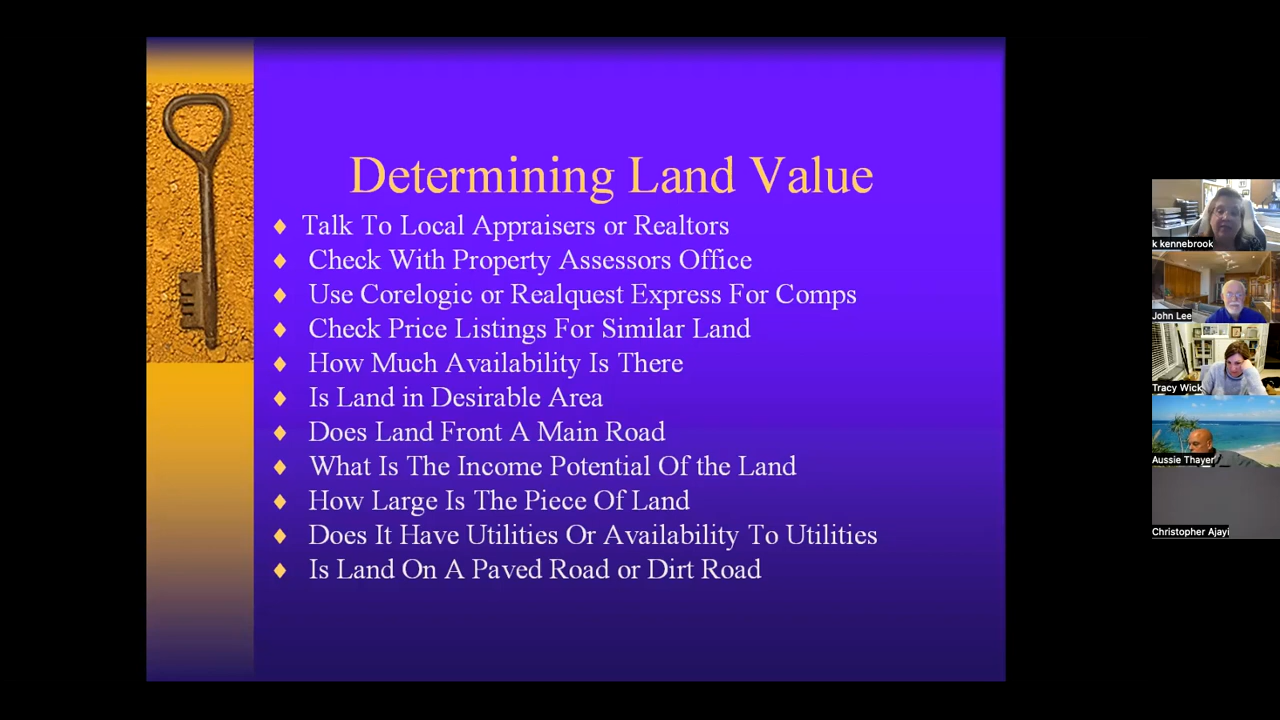 Determining Land Value
Talk To Local Appraisers or Realtors
Check With Property Assessors Office
Use Corelogic or Realquest Express For Comps
Check Price Listings For Similar Land
How Much Availability Is There
Is Land in Desirable Area
Does Land Front A Main Road
What Is The Income Potential Of the Land
How Large Is The Piece Of Land
Does It Have Utilities Or Availability To Utilities
Is Land On A Paved Road or Dirt Road
k kennebrook
John Lee
Tracy Wick
Aussie Thayer
Christopher Ajayi